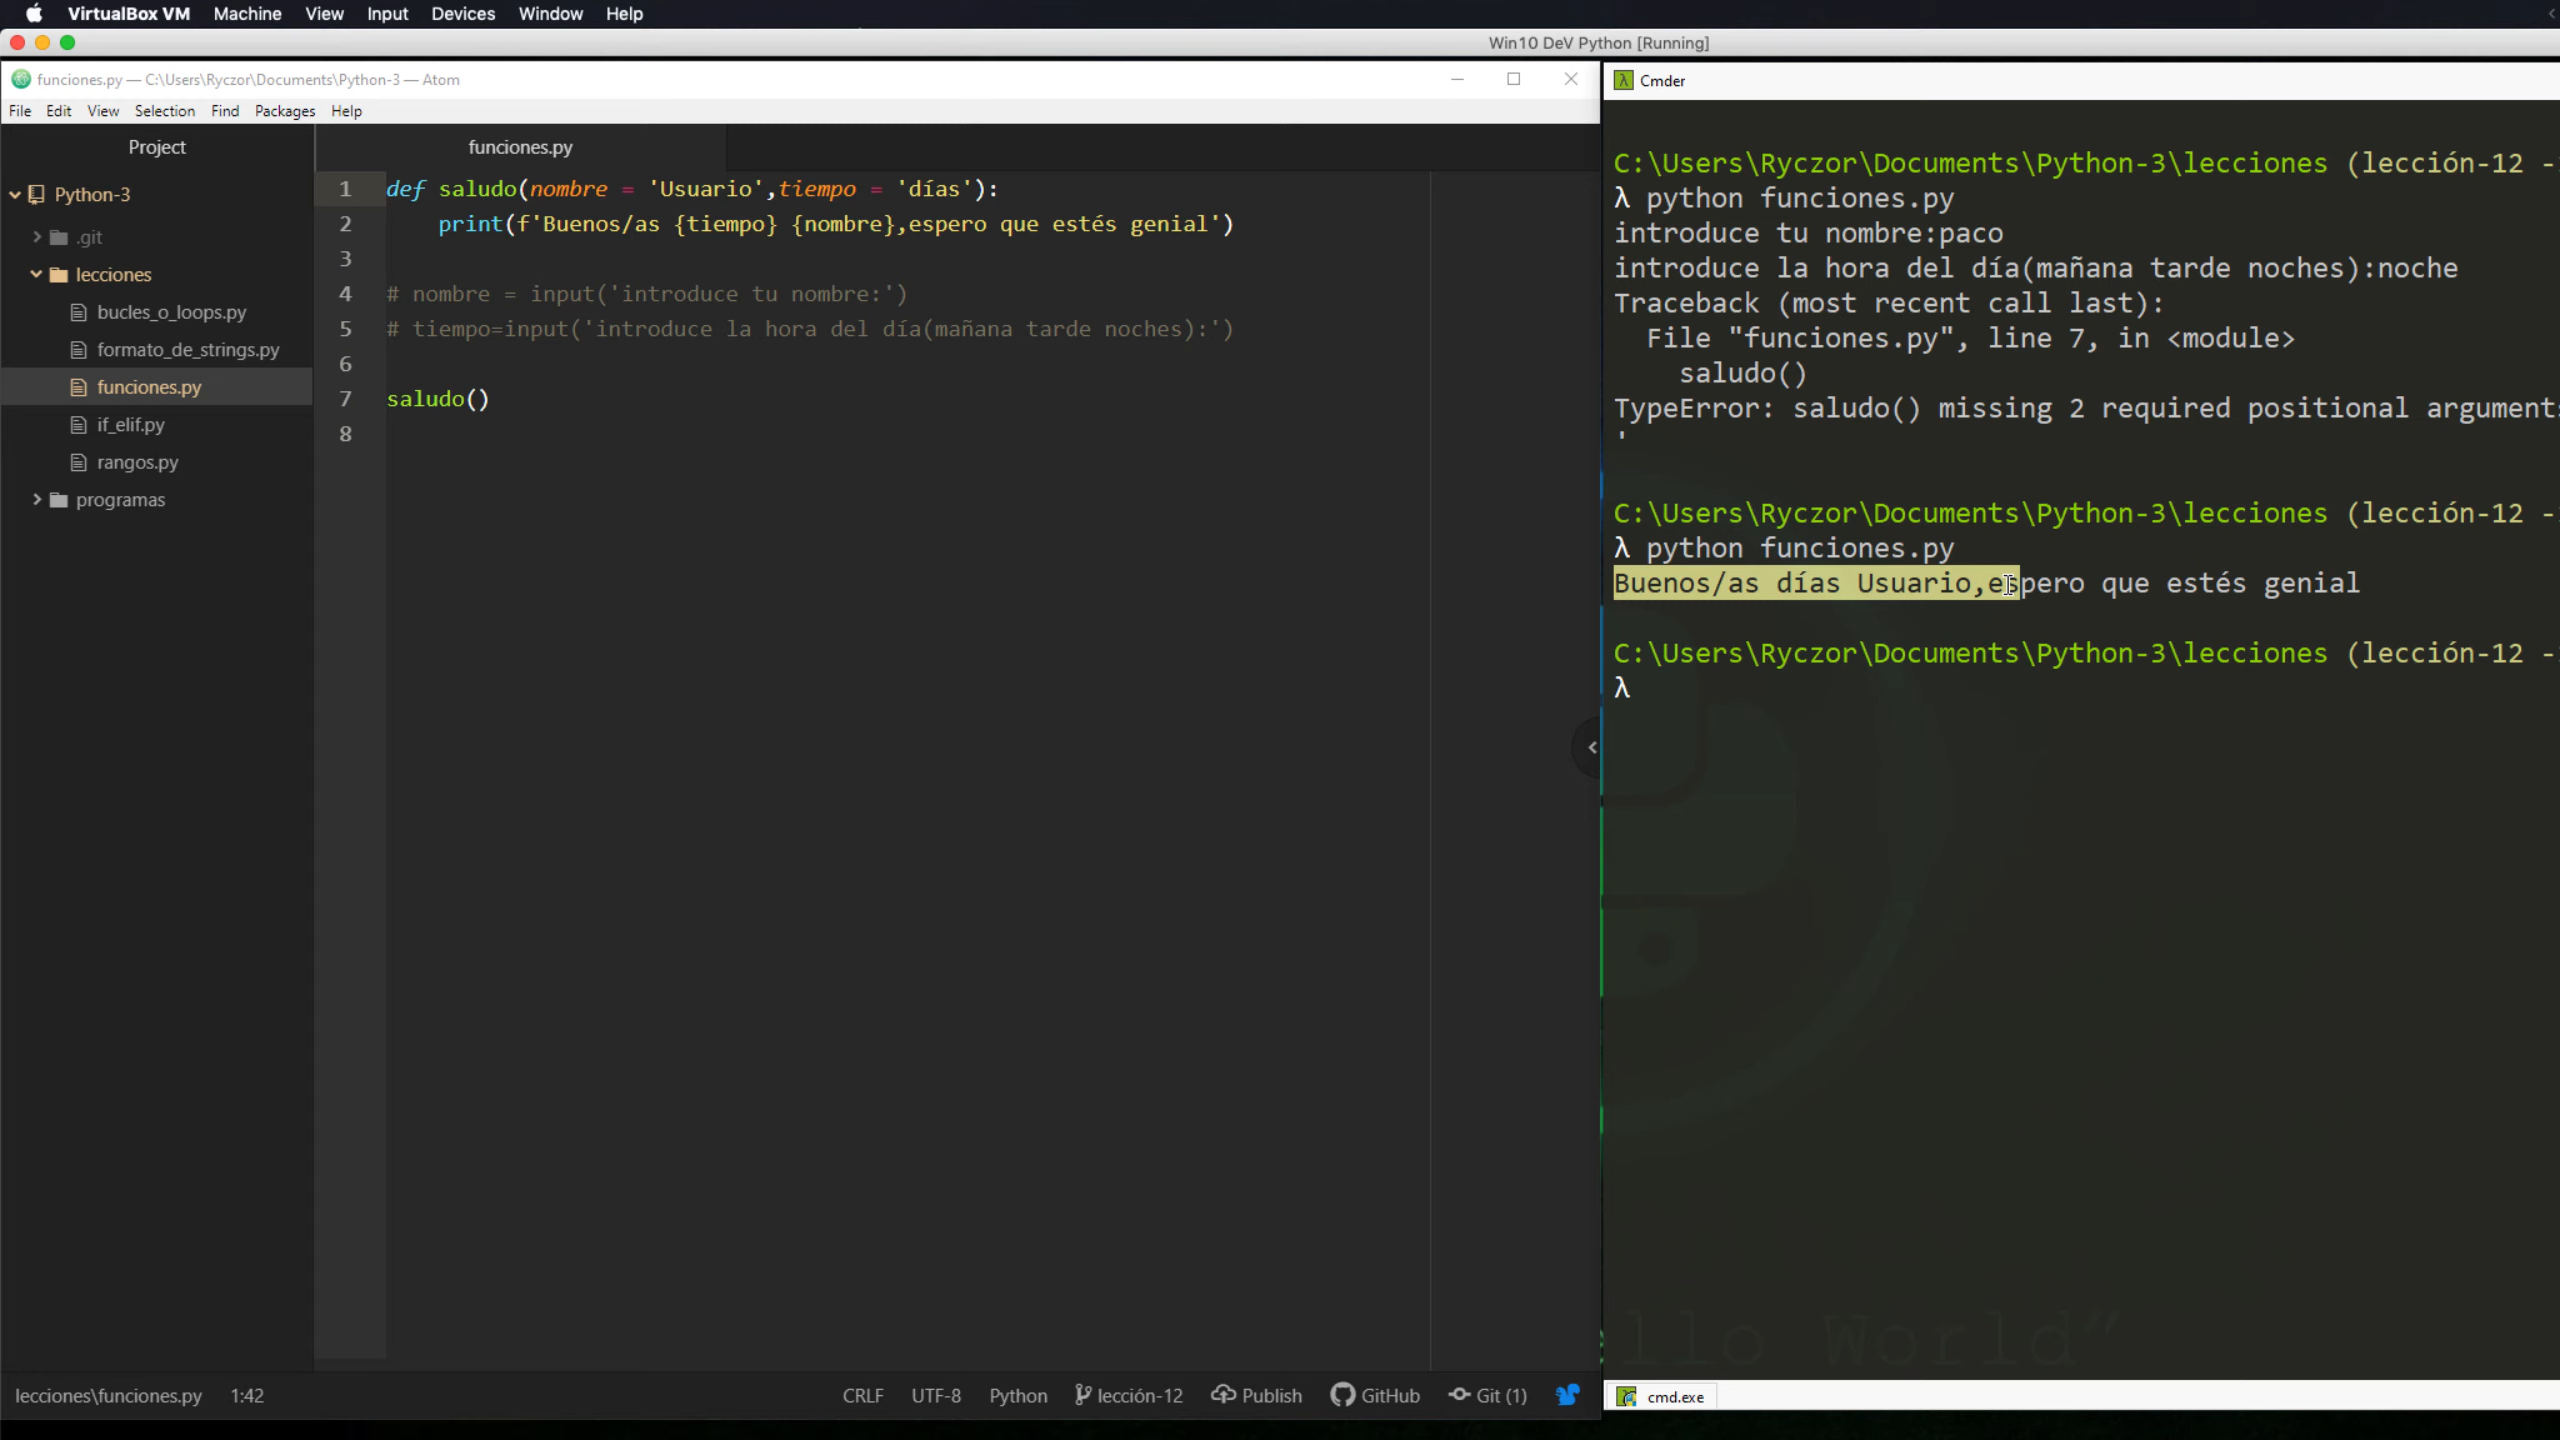 VirtualBox VM Machine View Input Devices Window Help
Win10 DeV Python [Running]
funciones.py — C:\Users\Ryczor\Documents\Python-3 — Atom
File Edit View Selection Find Packages Help
Project
Python-3
.git
lecciones
bucles_o_loops.py
formato_de_strings.py
funciones.py
if_elif.py
rangos.py
programas
funciones.py
1 def saludo(nombre = 'Usuario',tiempo = 'días'):
2 print(f'Buenos/as {tiempo} {nombre},espero que estés genial')
3
4 # nombre = input('introduce tu nombre:')
5 # tiempo=input('introduce la hora del día(mañana tarde noches):')
6
7 saludo()
8
lecciones\funciones.py 1:42 CRLF UTF-8 Python lección-12 Publish GitHub Git (1)
Cmder
C:\Users\Ryczor\Documents\Python-3\lecciones (lección-12 -
λ python funciones.py
introduce tu nombre:paco
introduce la hora del día(mañana tarde noches):noche
Traceback (most recent call last):
File "funciones.py", line 7, in <module>
saludo()
TypeError: saludo() missing 2 required positional arguments
'
C:\Users\Ryczor\Documents\Python-3\lecciones (lección-12 -
λ python funciones.py
Buenos/as días Usuario,espero que estés genial
C:\Users\Ryczor\Documents\Python-3\lecciones (lección-12 -
λ
ello World”
cmd.exe